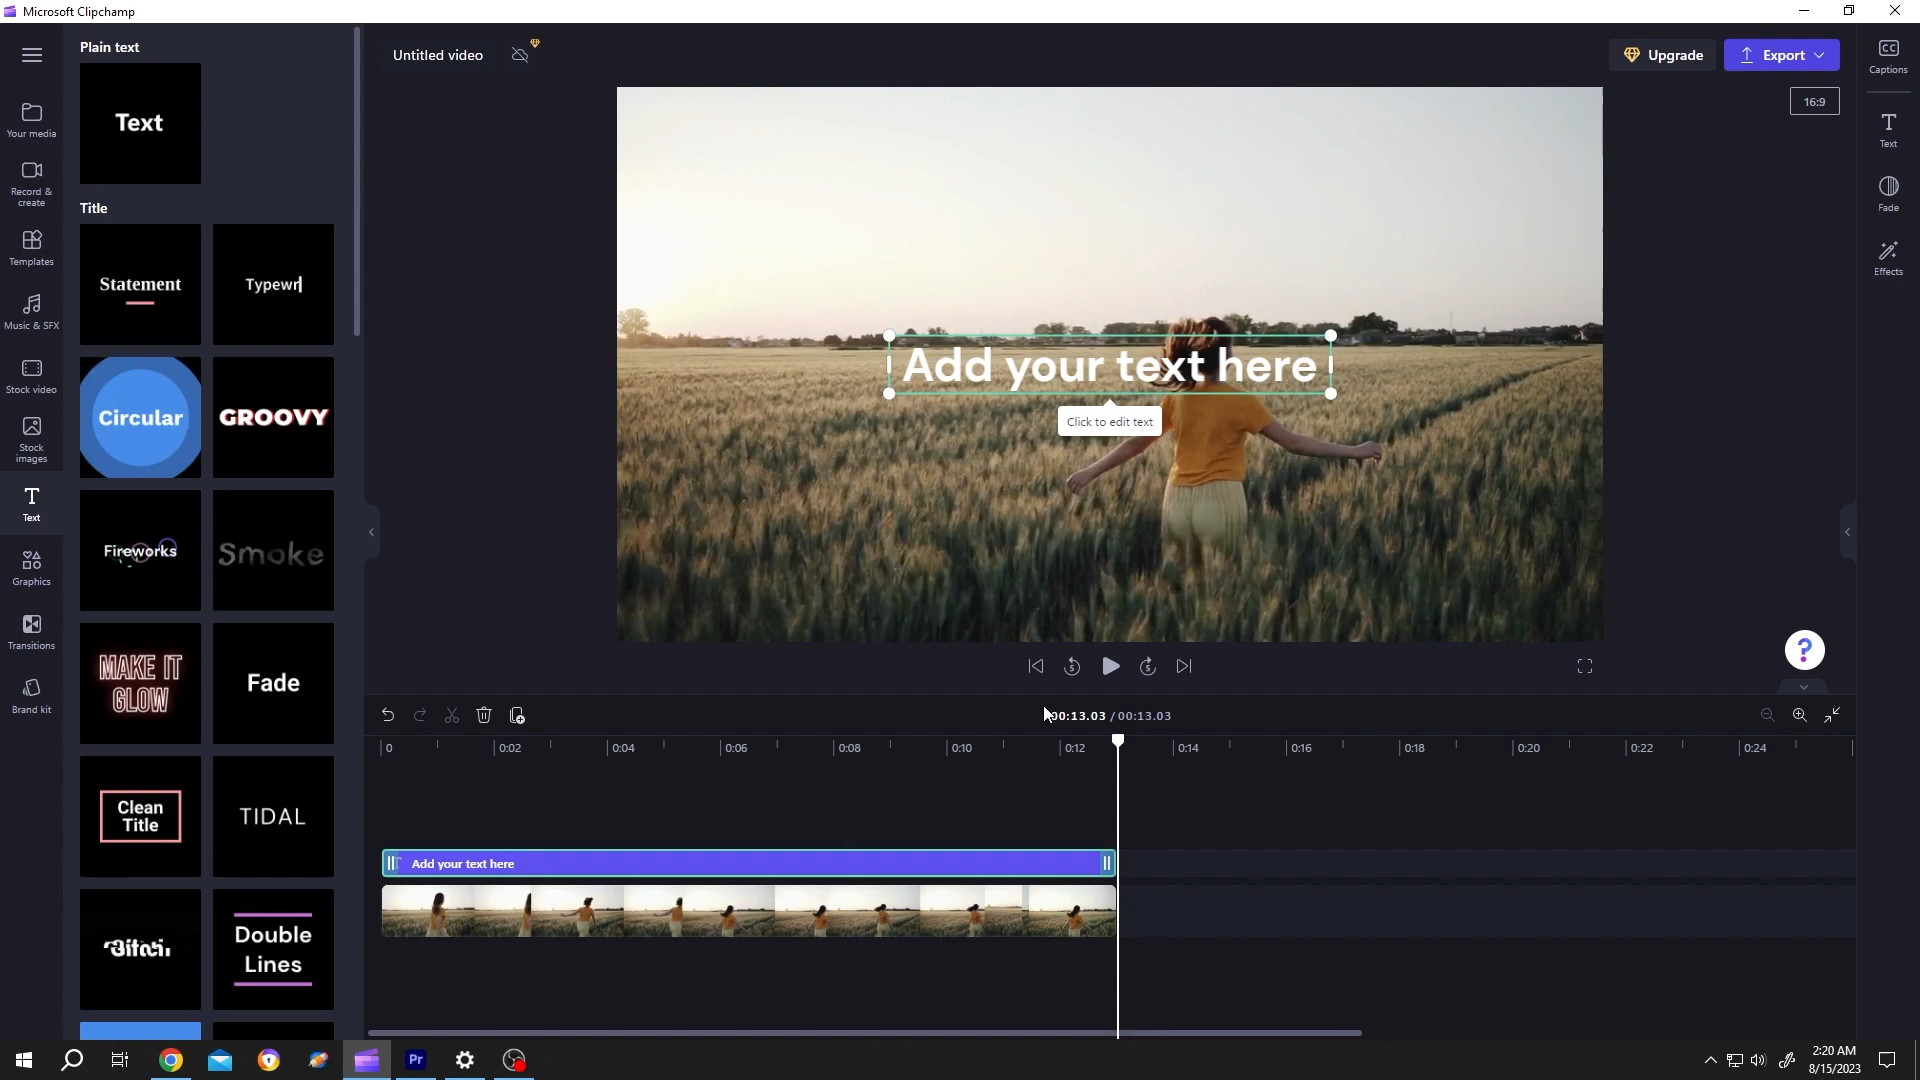 Microsoft Clipchamp
Plain text
Text
Title
Statement
Typewr
Circular
GROOVY
Fireworks
Smoke
MAKE IT
GLOW
Fade
Clean
Title
TIDAL
Glitch
Double
Lines
Your media
Record &
create
Templates
Music & SFX
Stock video
Stock
images
Text
Graphics
Transitions
Brand kit
Untitled video
Upgrade
Export
16:9
Add your text here
Click to edit text
Captions
Text
Fade
Effects
5
5
?
00:13.03 / 00:13.03
0
0:02
0:04
0:06
0:08
0:10
0:12
0:14
0:16
0:18
0:20
0:22
0:24
Add your text here
Pr
2:20 AM
8/15/2023